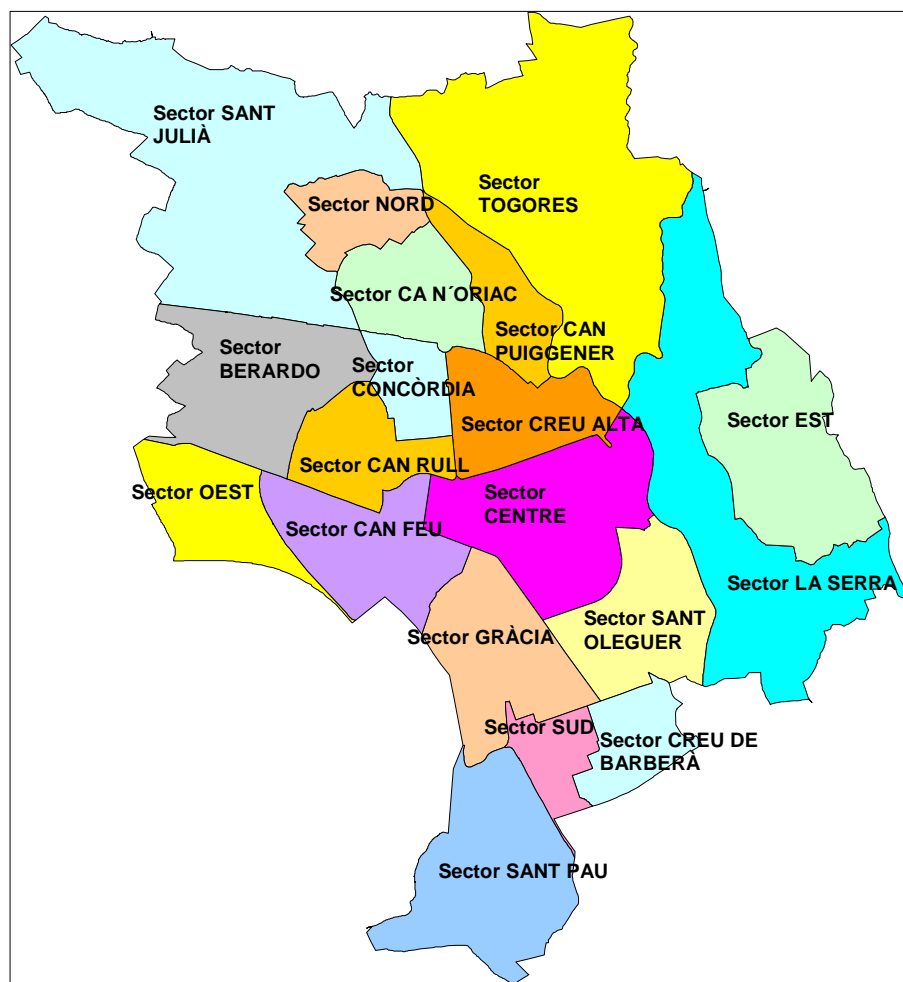 Sector SANT
JULIÀ
Sector
TOGORES
Sector NORD
Sector CA N´ORIAC
Sector CAN
PUIGGENER
Sector
BERARDO
Sector
CONCÒRDIA
Sector CREU ALTA
Sector EST
Sector CAN RULL
Sector OEST
Sector
CENTRE
Sector CAN FEU
Sector LA SERRA
Sector GRÀCIA
Sector SANT
OLEGUER
Sector SUD
Sector CREU DE
BARBERÀ
Sector SANT PAU